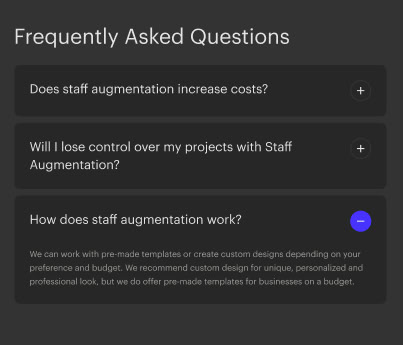 Frequently Asked Questions
Does staff augmentation increase costs?
Will I lose control over my projects with Staff
Augmentation?
How does staff augmentation work?
We can work with pre-made templates or create custom designs depending on your
preference and budget. We recommend custom design for unique, personalized and
professional look, but we do offer pre-made templates for businesses on a budget.